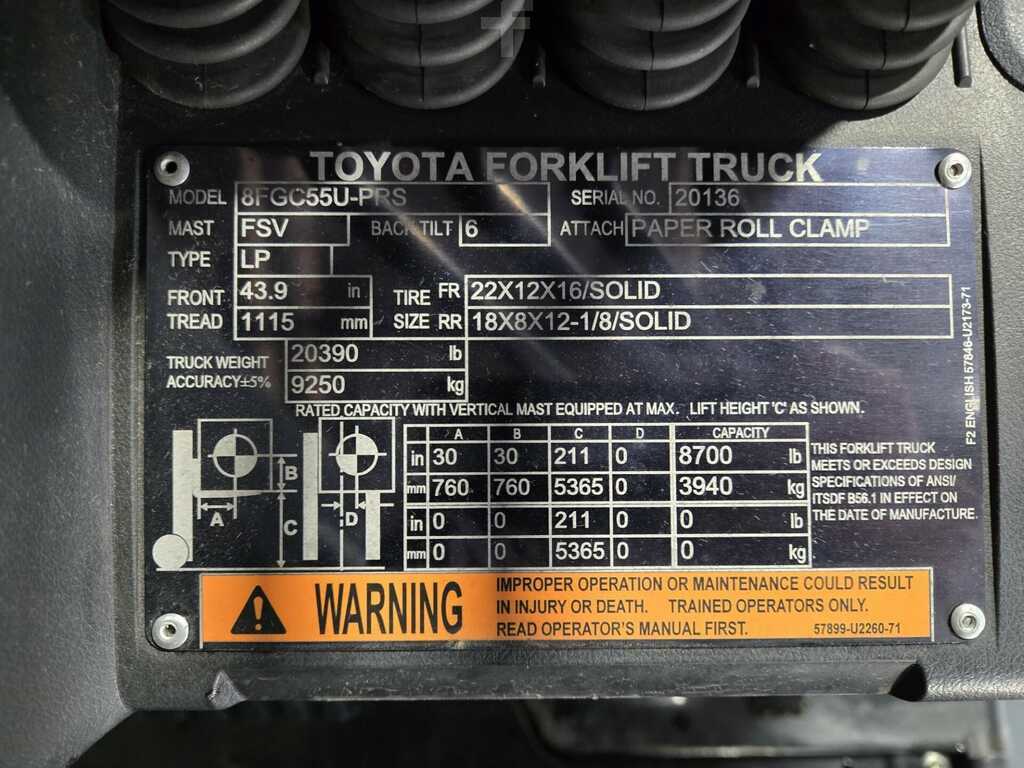 TOYOTA FORKLIFT TRUCK
MODEL 8FGC55U-PRS SERIAL NO. 20136
MAST FSV BACK TILT 6 ATTACH PAPER ROLL CLAMP
TYPE LP
FRONT TREAD 43.9 in TIRE SIZE FR 22X12X16/SOLID
1115 mm RR 18X8X12-1/8/SOLID
TRUCK WEIGHT 20390 lb
ACCURACY±5% 9250 kg
RATED CAPACITY WITH VERTICAL MAST EQUIPPED AT MAX. LIFT HEIGHT 'C' AS SHOWN.
A B C D CAPACITY
in 30 30 211 0 8700 lb
mm 760 760 5365 0 3940 kg
in 0 0 211 0 0 lb
mm 0 0 5365 0 0 kg
A B C D
THIS FORKLIFT TRUCK
MEETS OR EXCEEDS DESIGN
SPECIFICATIONS OF ANSI/
ITSDF B56.1 IN EFFECT ON
THE DATE OF MANUFACTURE.
F2 ENGLISH 57846-U2173-71
WARNING
IMPROPER OPERATION OR MAINTENANCE COULD RESULT
IN INJURY OR DEATH. TRAINED OPERATORS ONLY.
READ OPERATOR'S MANUAL FIRST. 57899-U2260-71